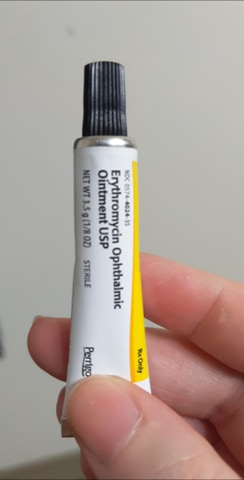 NDC 0574-4024-35
Erythromycin Ophthalmic
Ointment USP
NET WT 3.5 g (1/8 OZ) STERILE
Rx Only
Perrigo